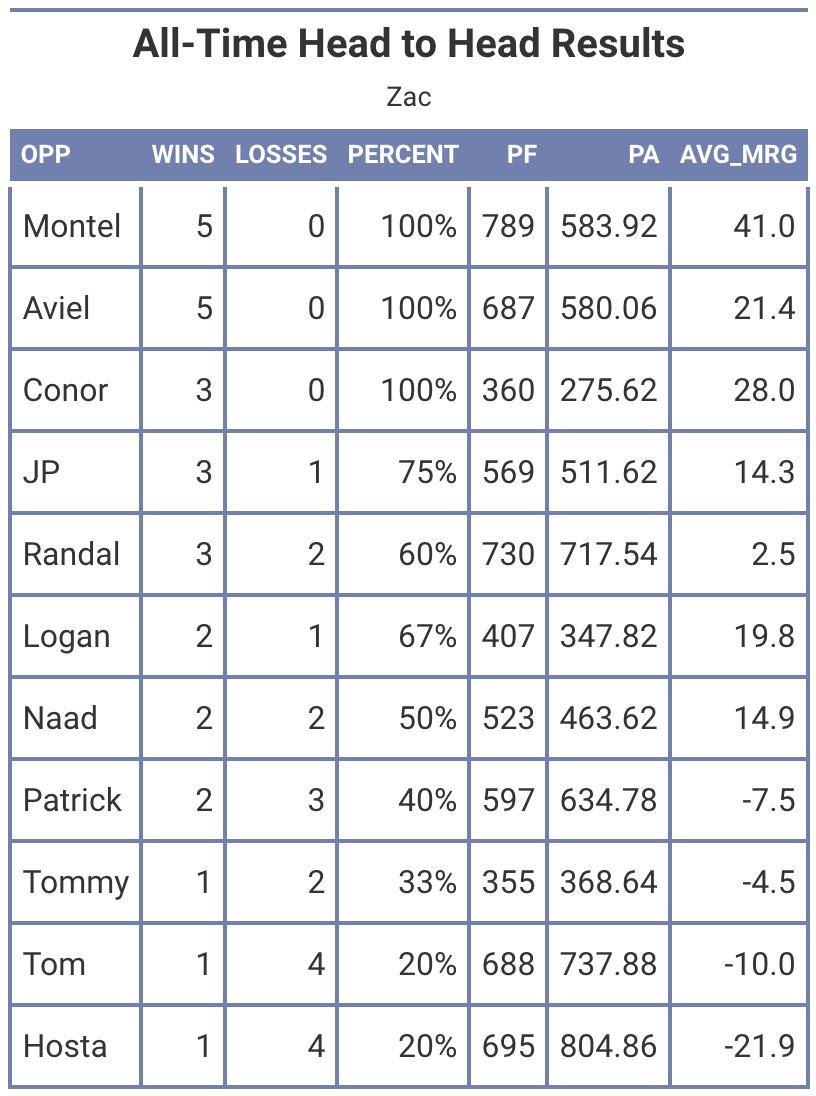 All-Time Head to Head Results
Zac
OPP WINS LOSSES PERCENT PF PA AVG_MRG
Montel 5 0 100% 789 583.92 41.0
Aviel 5 0 100% 687 580.06 21.4
Conor 3 0 100% 360 275.62 28.0
JP 3 1 75% 569 511.62 14.3
Randal 3 2 60% 730 717.54 2.5
Logan 2 1 67% 407 347.82 19.8
Naad 2 2 50% 523 463.62 14.9
Patrick 2 3 40% 597 634.78 -7.5
Tommy 1 2 33% 355 368.64 -4.5
Tom 1 4 20% 688 737.88 -10.0
Hosta 1 4 20% 695 804.86 -21.9